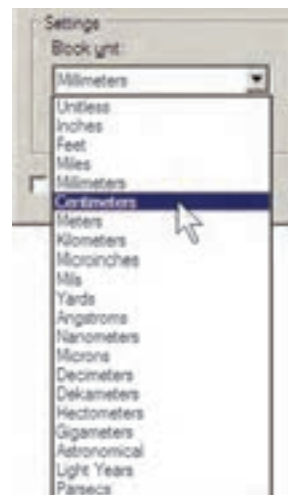 Settings
Block unit:
Millimeters
Unitless
Inches
Feet
Miles
Millimeters
Centimeters
Meters
Kilometers
Microinches
Mils
Yards
Angstroms
Nanometers
Microns
Decimeters
Dekameters
Hectometers
Gigameters
Astronomical
Light Years
Parsecs